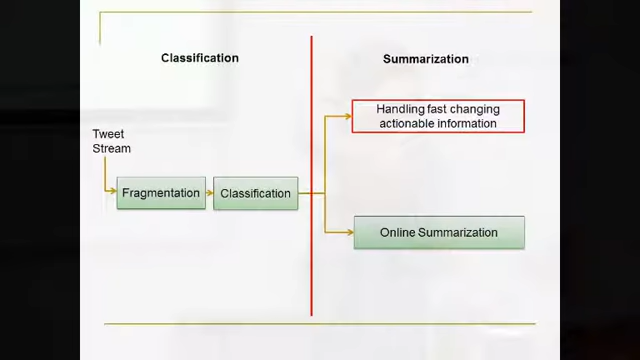 Classification
Summarization
Handling fast changing
actionable information
Tweet
Stream
Fragmentation
Classification
Online Summarization